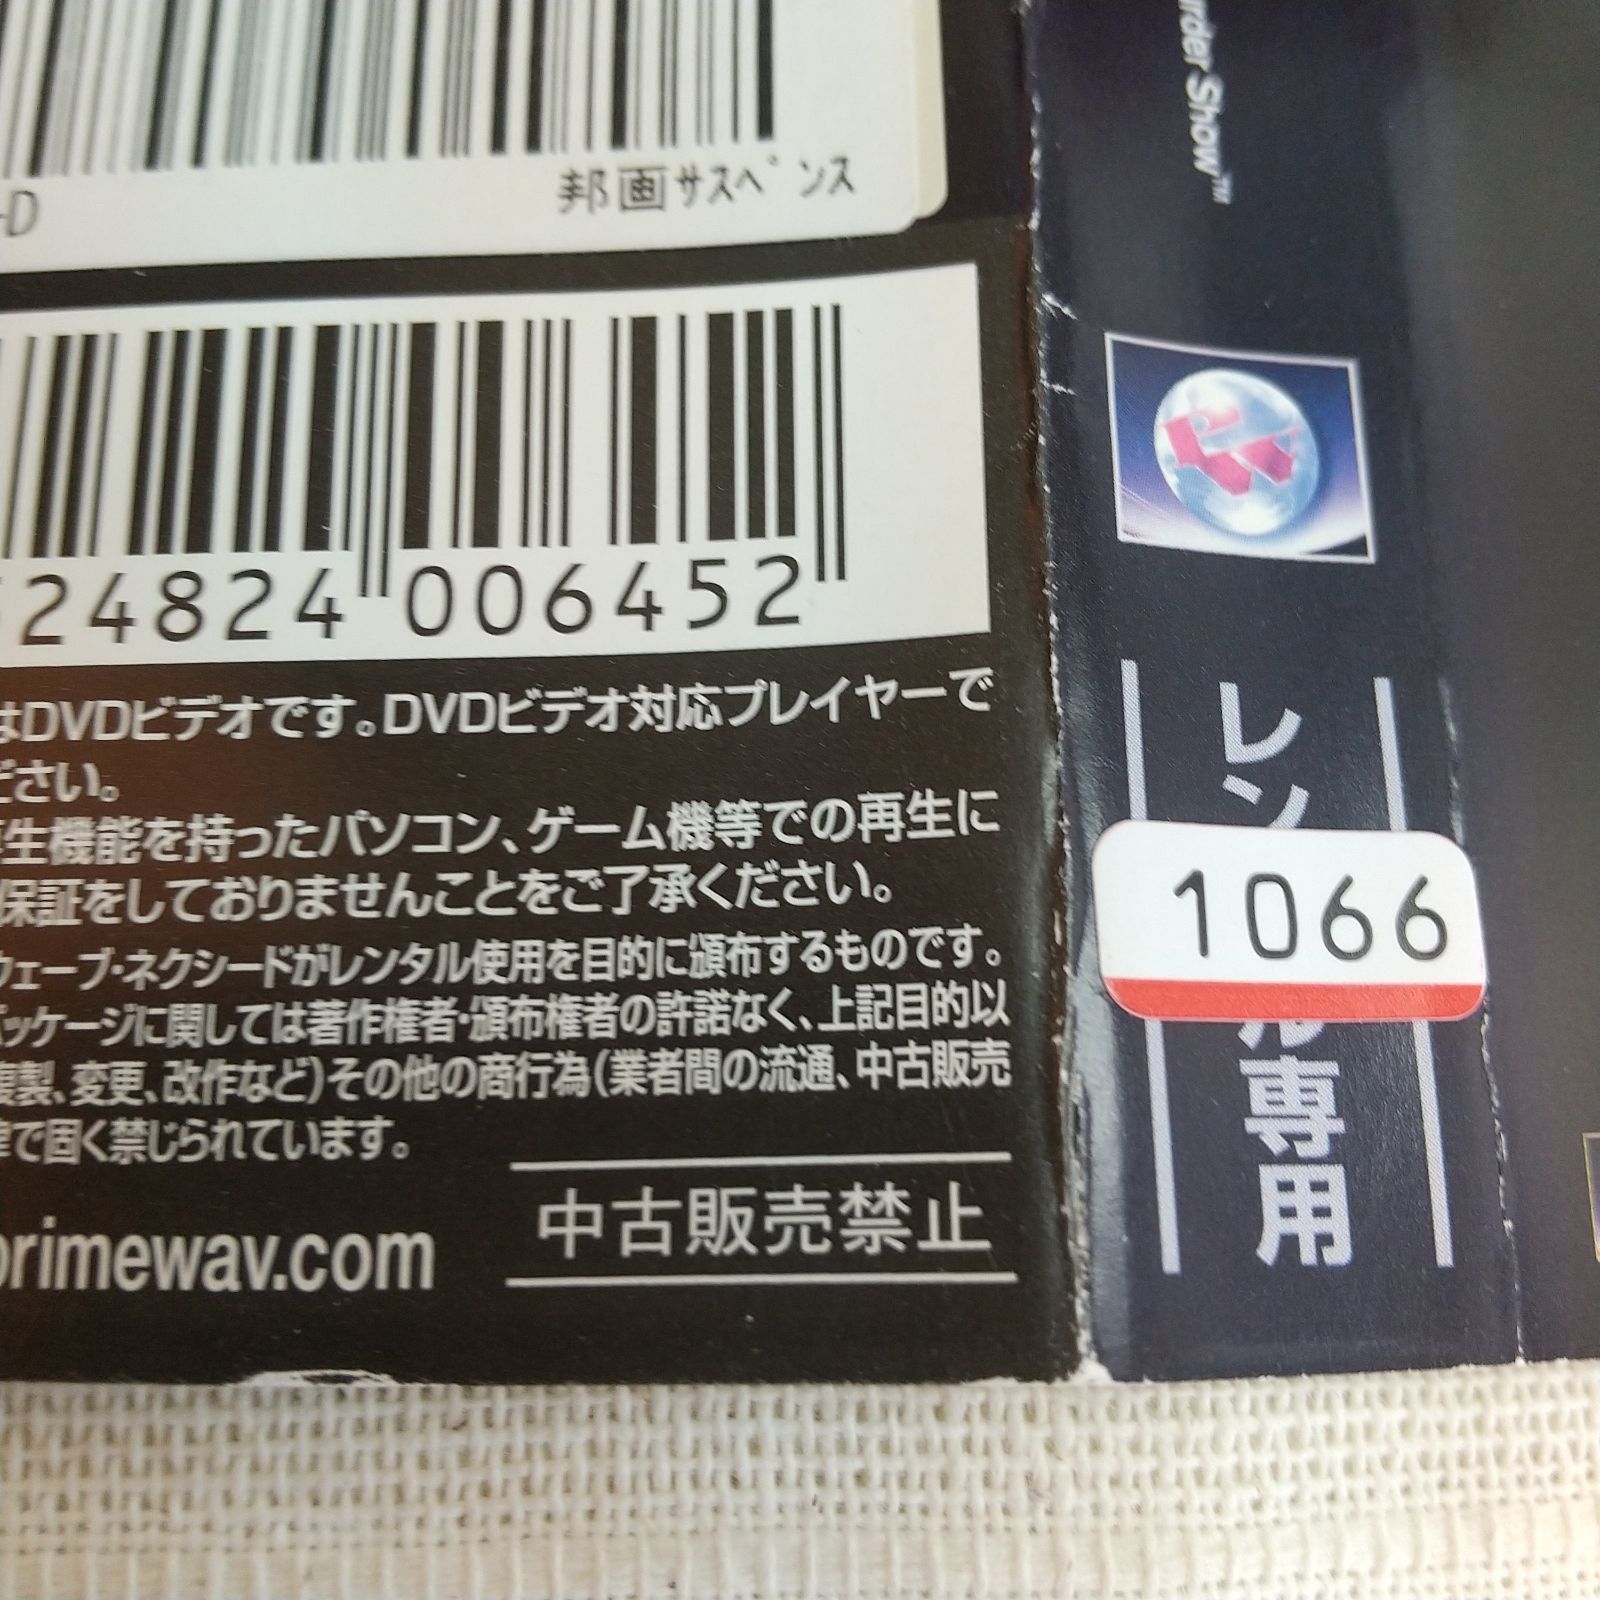 -D
邦画サスペンス
24824 006452
はDVDビデオです。DVDビデオ対応プレイヤーで
ださい。
生機能を持ったパソコン、ゲーム機等での再生に
保証をしておりませんことをご了承ください。
ウェーブ・ネクシードがレンタル使用を目的に頒布するものです。
パッケージに関しては著作権者・頒布権者の許諾なく、上記目的以
複製、変更、改作など)その他の商行為(業者間の流通、中古販売
律で固く禁じられています。
primewav.com
中古販売禁止
urder Show™
レン
1066
ル専用